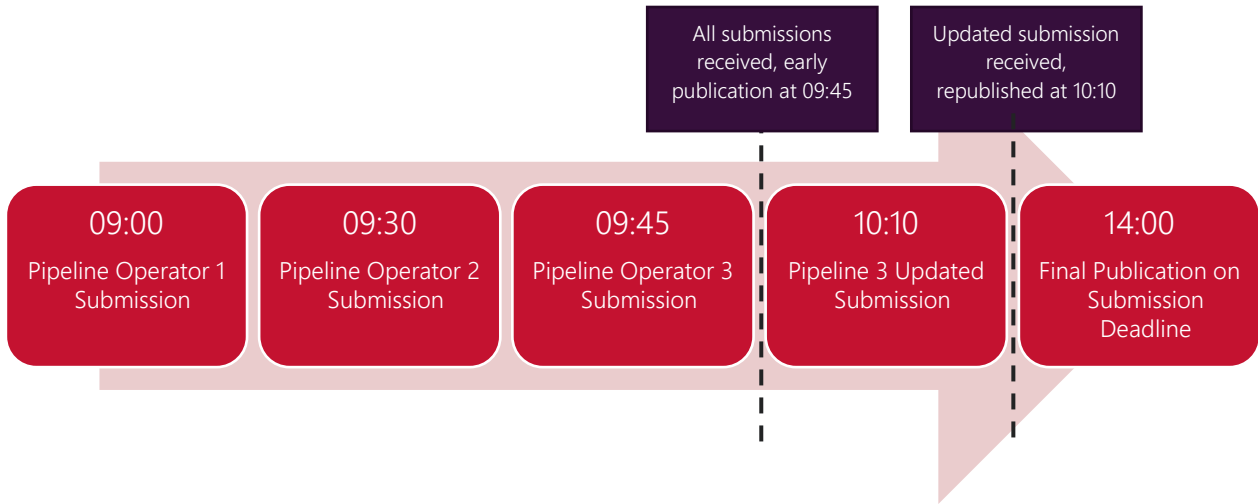 All submissions
received, early
publication at 09:45
Updated submission
received,
republished at 10:10
09:00
Pipeline Operator 1
Submission
09:30
Pipeline Operator 2
Submission
09:45
Pipeline Operator 3
Submission
10:10
Pipeline 3 Updated
Submission
14:00
Final Publication on
Submission
Deadline